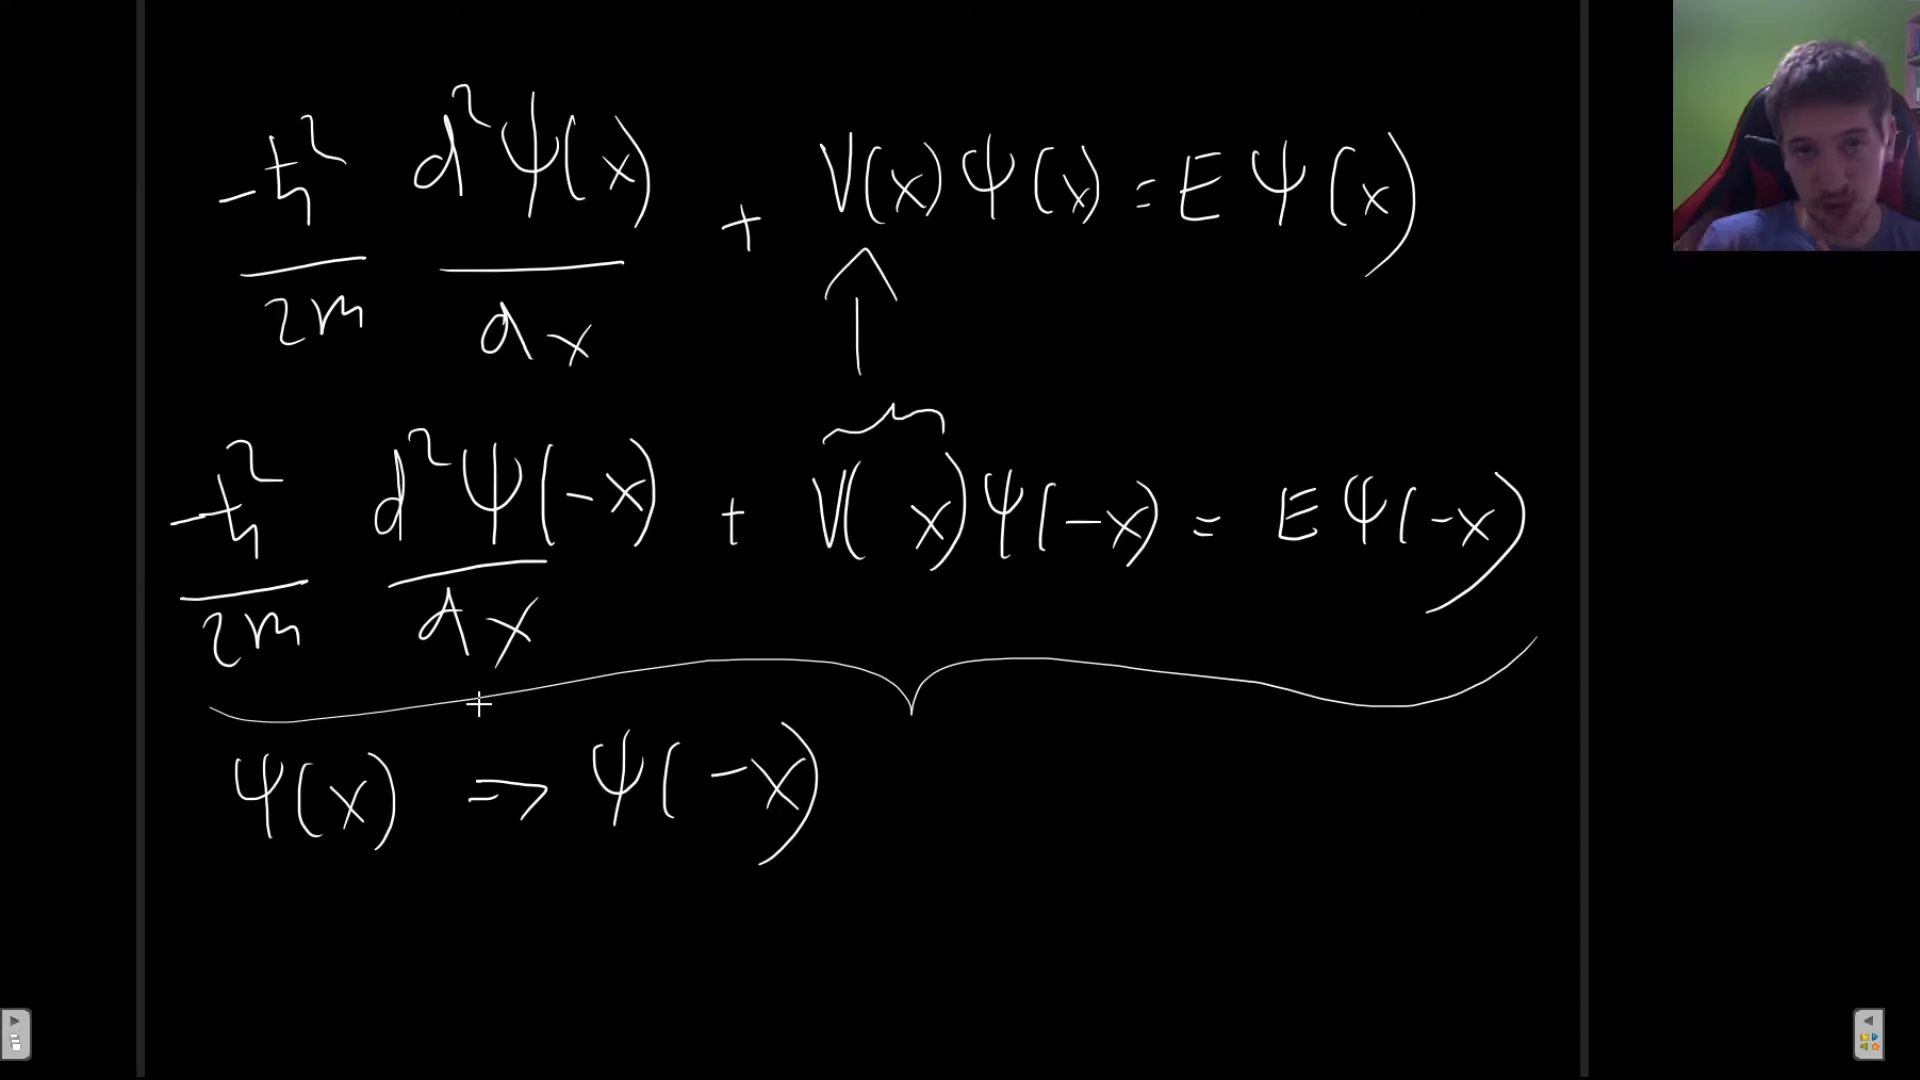 -ħ²/2m d²Ψ(x)/dx + V(x)Ψ(x) = EΨ(x)
-ħ²/2m d²Ψ(-x)/dx + V( x)Ψ(-x) = EΨ(-x)
Ψ(x) => Ψ(-x)